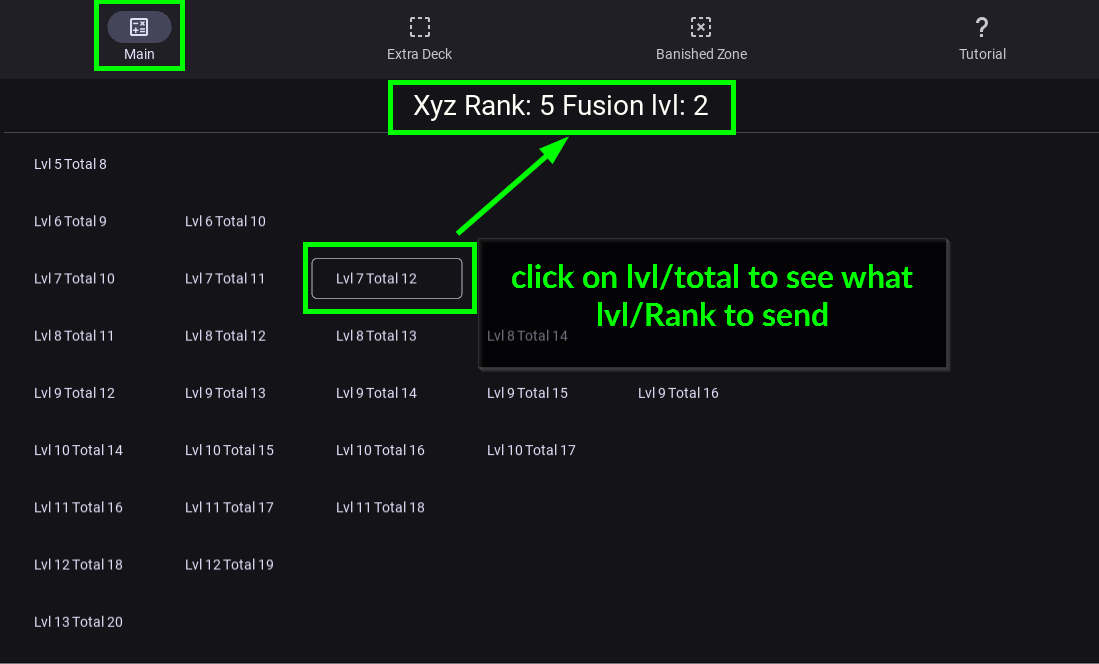 Main Extra Deck Banished Zone Tutorial
Xyz Rank: 5 Fusion lvl: 2
Lvl 5 Total 8
Lvl 6 Total 9 Lvl 6 Total 10
Lvl 7 Total 10 Lvl 7 Total 11 Lvl 7 Total 12
click on lvl/total to see what
lvl/Rank to send
Lvl 8 Total 11 Lvl 8 Total 12 Lvl 8 Total 13 Lvl 8 Total 14
Lvl 9 Total 12 Lvl 9 Total 13 Lvl 9 Total 14 Lvl 9 Total 15 Lvl 9 Total 16
Lvl 10 Total 14 Lvl 10 Total 15 Lvl 10 Total 16 Lvl 10 Total 17
Lvl 11 Total 16 Lvl 11 Total 17 Lvl 11 Total 18
Lvl 12 Total 18 Lvl 12 Total 19
Lvl 13 Total 20